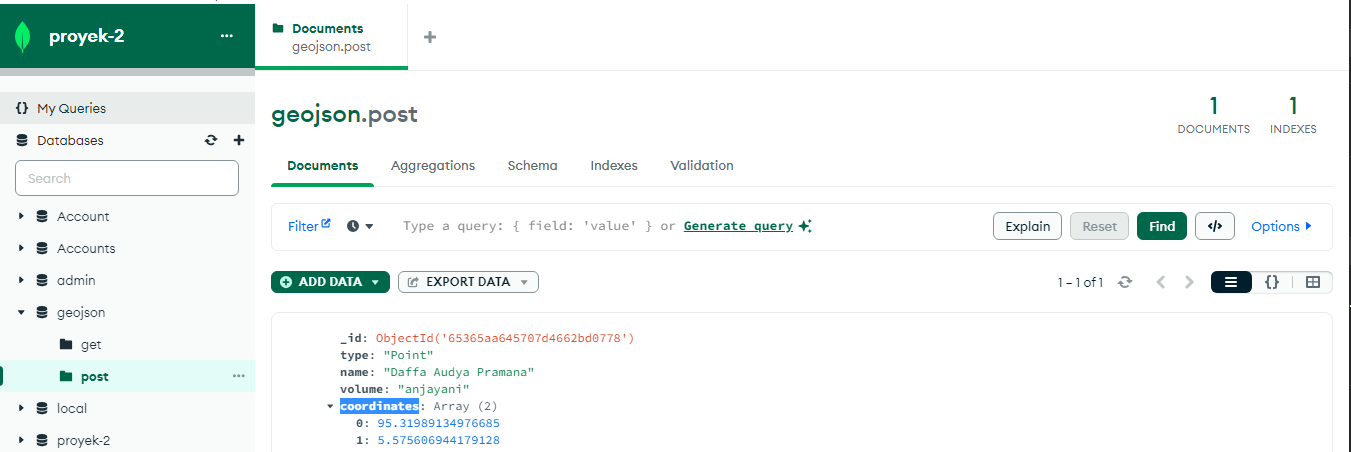 proyek-2
Documents
geojson.post
My Queries
Databases
Search
Account
Accounts
admin
geojson
get
post
local
proyek-2
geojson.post
1
DOCUMENTS
1
INDEXES
Documents Aggregations Schema Indexes Validation
Filter Type a query: { field: 'value' } or Generate query Explain Reset Find </> Options
ADD DATA EXPORT DATA 1 – 1 of 1 {}
_id: ObjectId('65365aa645707d4662bd0778')
type: "Point"
name: "Daffa Audya Pramana"
volume: "anjayani"
coordinates: Array (2)
0: 95.31989134976685
1: 5.575606944179128